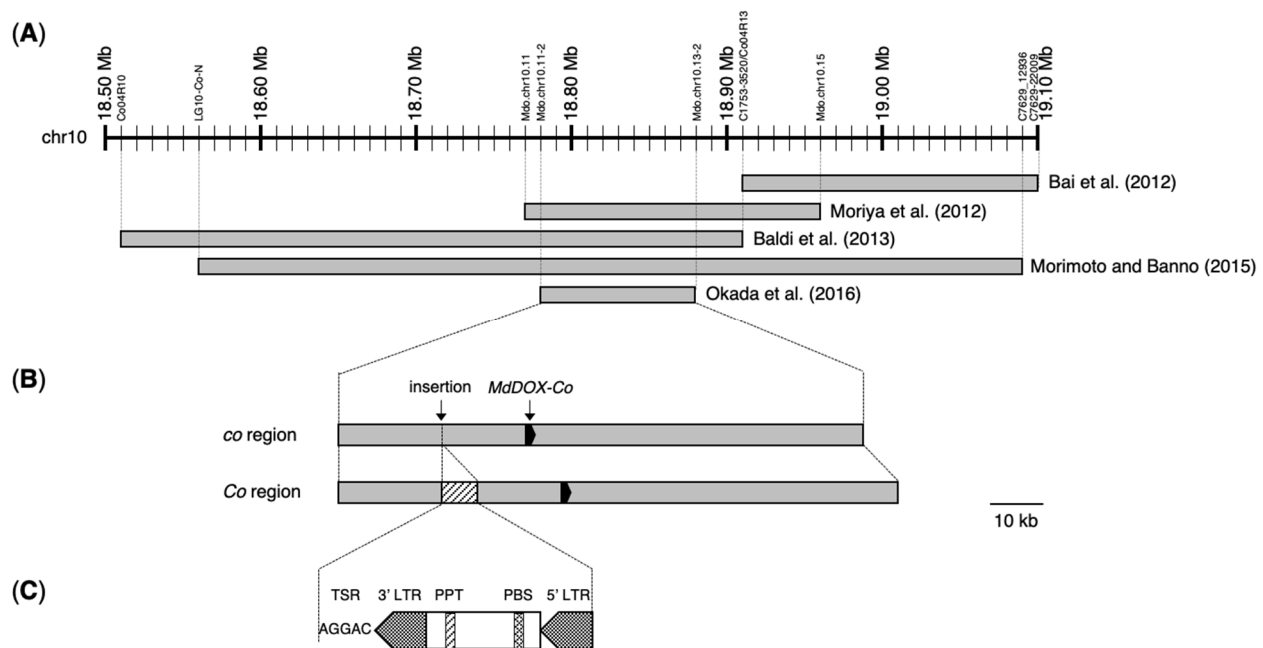 (A)
18.50 Mb
Co04R10
LG10-Co-N
18.60 Mb
18.70 Mb
Mdo.chr10.11
Mdo.chr10.11-2
18.80 Mb
Mdo.chr10.13-2
18.90 Mb
C1753-3520/Co04R13
Mdo.chr10.15
19.00 Mb
C7629_12936
C7629-22009
19.10 Mb
chr10
Bai et al. (2012)
Moriya et al. (2012)
Baldi et al. (2013)
Morimoto and Banno (2015)
Okada et al. (2016)
(B)
insertion MdDOX-Co
co region
Co region
10 kb
(C)
TSR 3' LTR PPT PBS 5' LTR
AGGAC